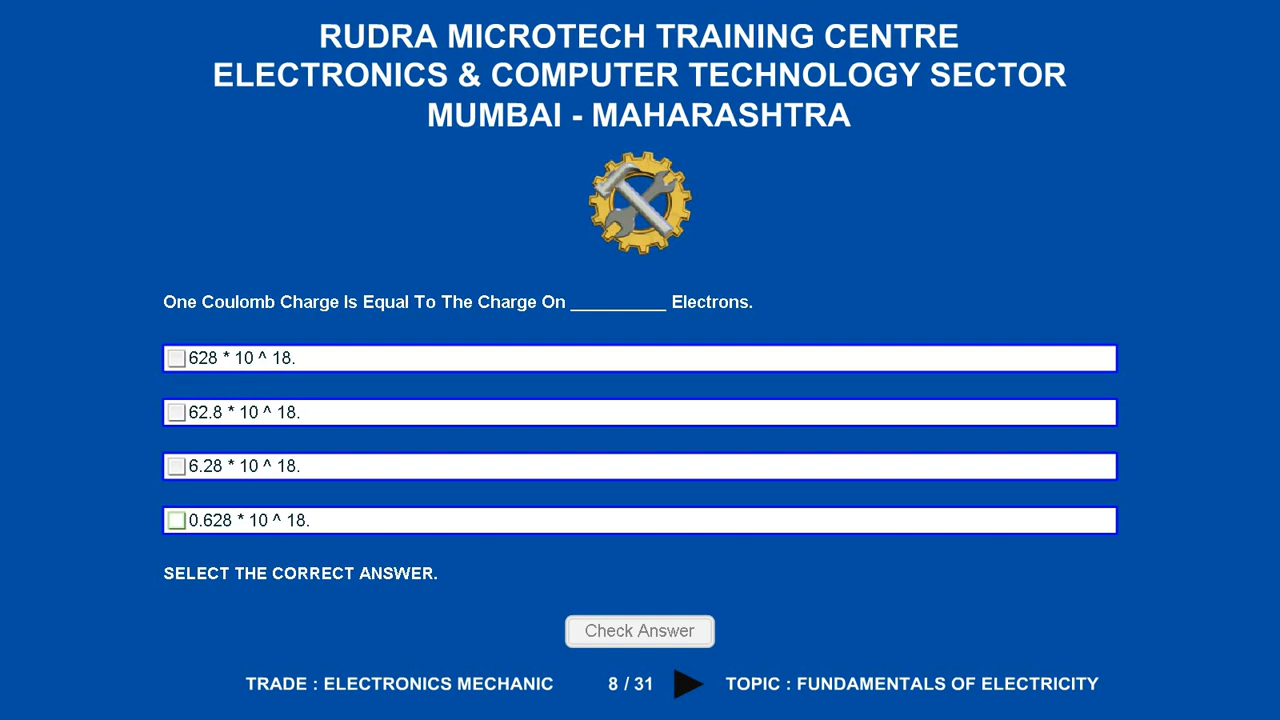 RUDRA MICROTECH TRAINING CENTRE
ELECTRONICS & COMPUTER TECHNOLOGY SECTOR
MUMBAI - MAHARASHTRA
One Coulomb Charge Is Equal To The Charge On __________ Electrons.
628 * 10 ^ 18.
62.8 * 10 ^ 18.
6.28 * 10 ^ 18.
0.628 * 10 ^ 18.
SELECT THE CORRECT ANSWER.
Check Answer
TRADE : ELECTRONICS MECHANIC 8 / 31 TOPIC : FUNDAMENTALS OF ELECTRICITY